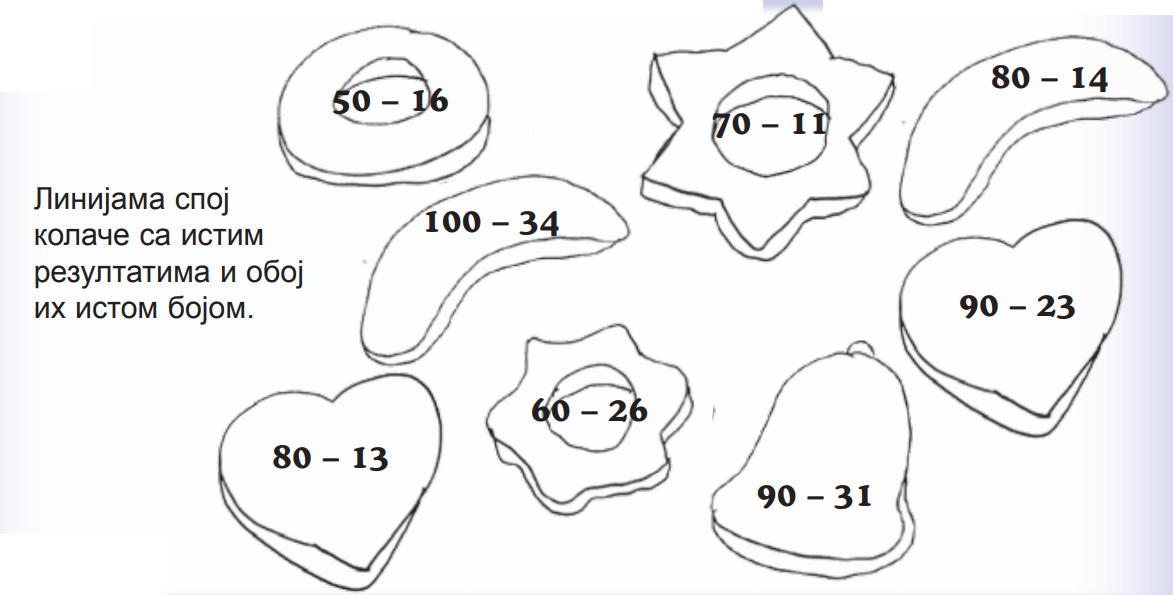 50 – 16
70 – 11
80 – 14
Линијама спој
колаче са истим
резултатима и обој
их истом бојом.
100 – 34
90 – 23
60 – 26
80 – 13
90 – 31